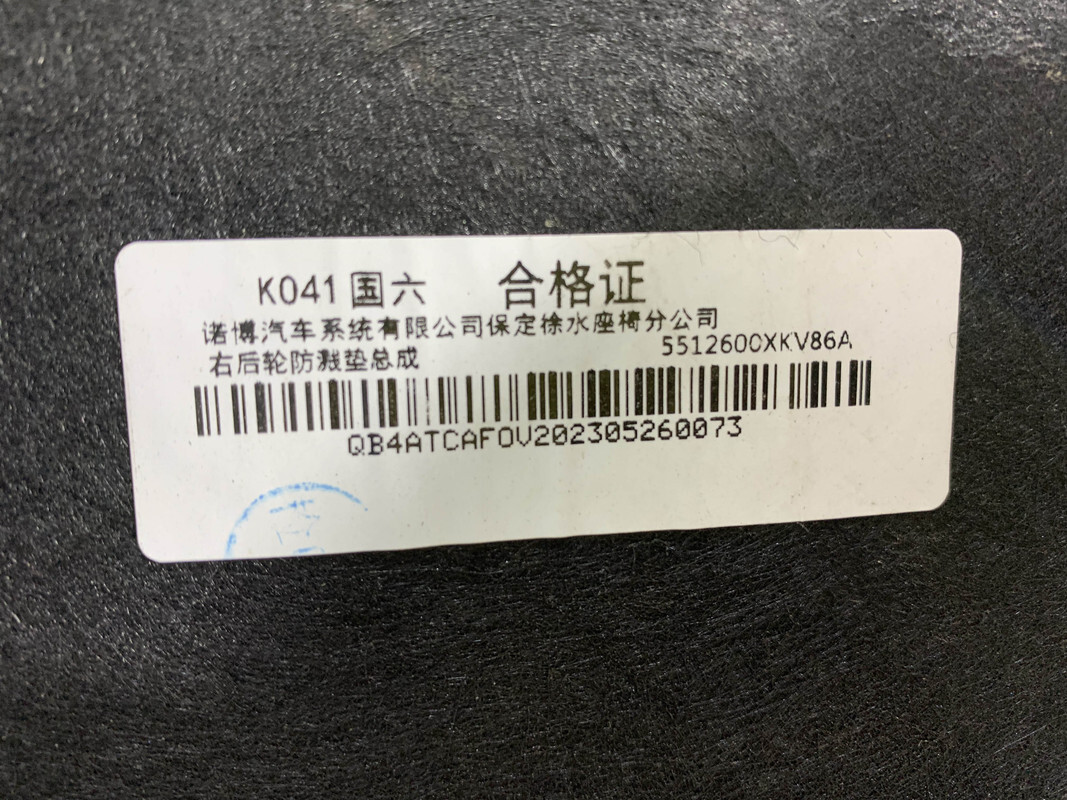 K041 国六 合格证
诺博汽车系统有限公司保定徐水座椅分公司
右后轮防溅垫总成 5512600XKV86A
QB4ATCAF0V202305260073